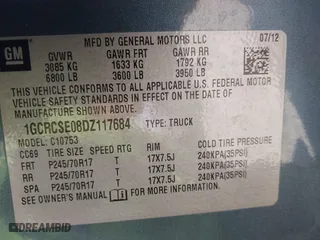 GM
MFD BY GENERAL MOTORS LLC 07/12
GVWR GAWR FRT GAWR RR
3085 KG 1633 KG 1792 KG
6800 LB 3600 LB 3950 LB
THIS VEHICLE CONFORMS TO ALL APPLICABLE U.S. FEDERAL MOTOR
VEHICLE SAFETY STANDARDS IN EFFECT ON THE DATE OF
MANUFACTURE SHOWN ABOVE.
1GCRCSE08DZ117684 TYPE: TRUCK
MODEL: C10753
CC69 TIRE SIZE SPEED RTG RIM COLD TIRE PRESSURE
FRT P245/70R17 T 17X7.5J 240KPA(35PSI)
RR P245/70R17 T 17X7.5J 240KPA(35PSI)
SPA P245/70R17 T 17X7.5J 240KPA(35PSI)
SEE OWNER'S MANUAL FOR MORE INFORMATION.
DREAMBID